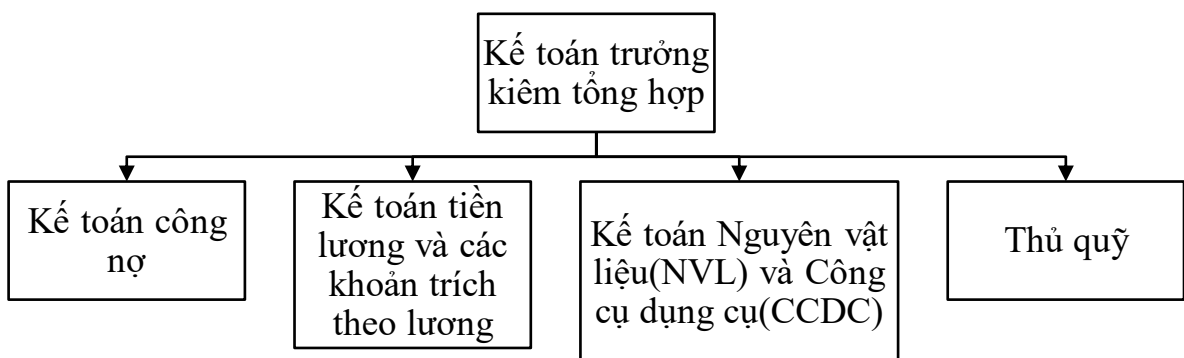 Kế toán trưởng
kiêm tổng hợp
Kế toán công
nợ
Kế toán tiền
lương và các
khoản trích
theo lương
Kế toán Nguyên vật
liệu(NVL) và Công
cụ dụng cụ(CCDC)
Thủ quỹ